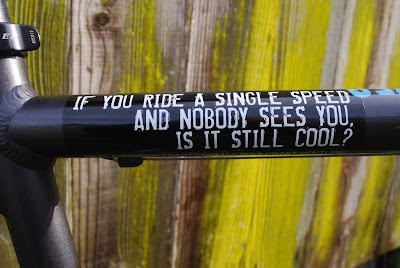 IF YOU RIDE A SINGLE SPEED
AND NOBODY SEES YOU,
IS IT STILL COOL?